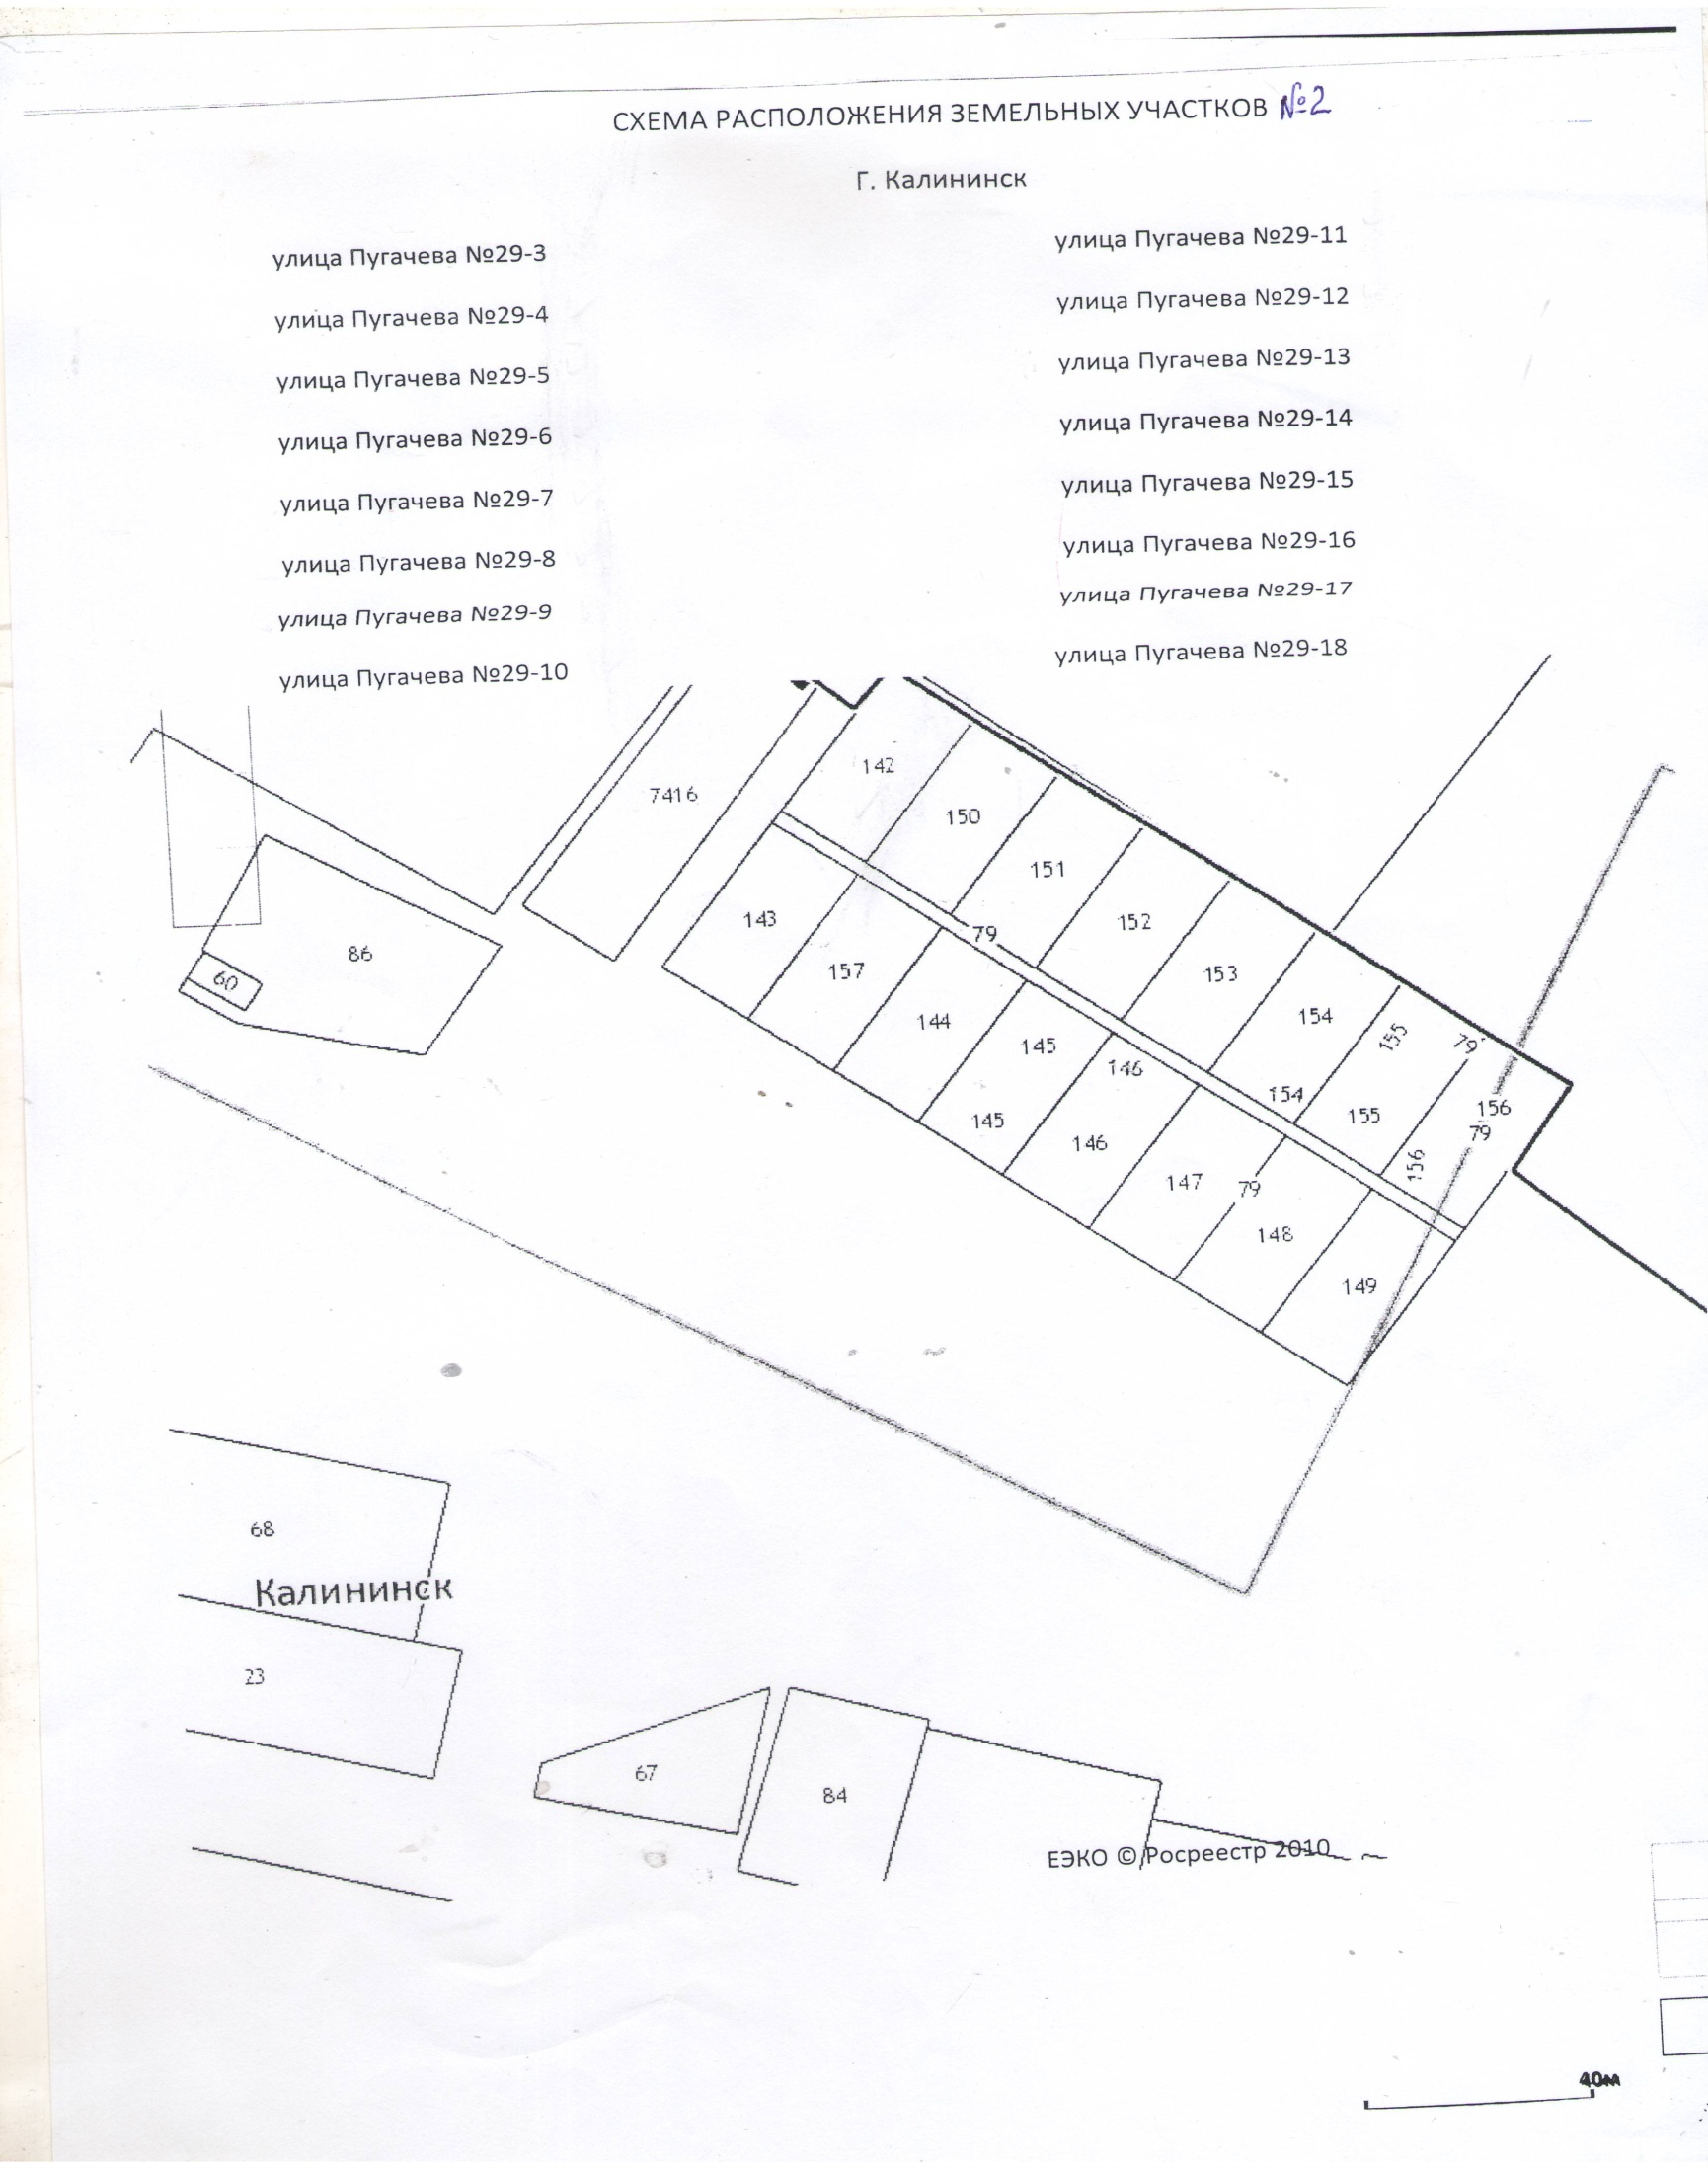 СХЕМА РАСПОЛОЖЕНИЯ ЗЕМЕЛЬНЫХ УЧАСТКОВ №2
Г. Калининск
улица Пугачева №29-3
улица Пугачева №29-4
улица Пугачева №29-5
улица Пугачева №29-6
улица Пугачева №29-7
улица Пугачева №29-8
улица Пугачева №29-9
улица Пугачева №29-10
улица Пугачева №29-11
улица Пугачева №29-12
улица Пугачева №29-13
улица Пугачева №29-14
улица Пугачева №29-15
улица Пугачева №29-16
улица Пугачева №29-17
улица Пугачева №29-18
142
7416
150
151
143
152
79
86
157
153
60
144
154
155
79
145
146
154
156
155
145
79
146
156
147
79
148
149
68
Калининск
23
67
84
ЕЭКО © Росреестр 2010
40м